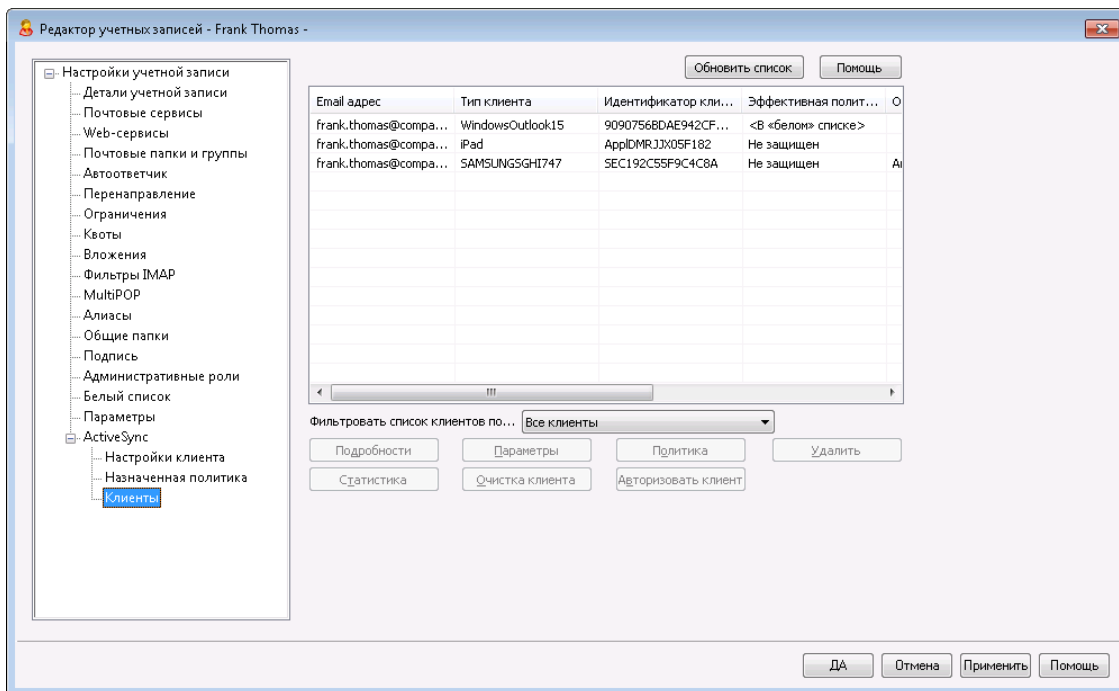 Редактор учетных записей - Frank Thomas -
Настройки учетной записи
Детали учетной записи
Почтовые сервисы
Web-сервисы
Почтовые папки и группы
Автоответчик
Перенаправление
Ограничения
Квоты
Вложения
Фильтры IMAP
MultiPOP
Алиасы
Общие папки
Подпись
Административные роли
Белый список
Параметры
ActiveSync
Настройки клиента
Назначенная политика
Клиенты
Обновить список Помощь
Email адрес Тип клиента Идентификатор кли... Эффективная полит... О
frank.thomas@compa... WindowsOutlook15 9090756BDAE942CF... <В «белом» списке>
frank.thomas@compa... iPad ApplDMRJJX05F182 Не защищен
frank.thomas@compa... SAMSUNGSGHI747 SEC192C55F9C4C8A Не защищен
Фильтровать список клиентов по... Все клиенты
Подробности Параметры Политика Удалить
Статистика Очистка клиента Авторизовать клиент
ДА Отмена Применить Помощь